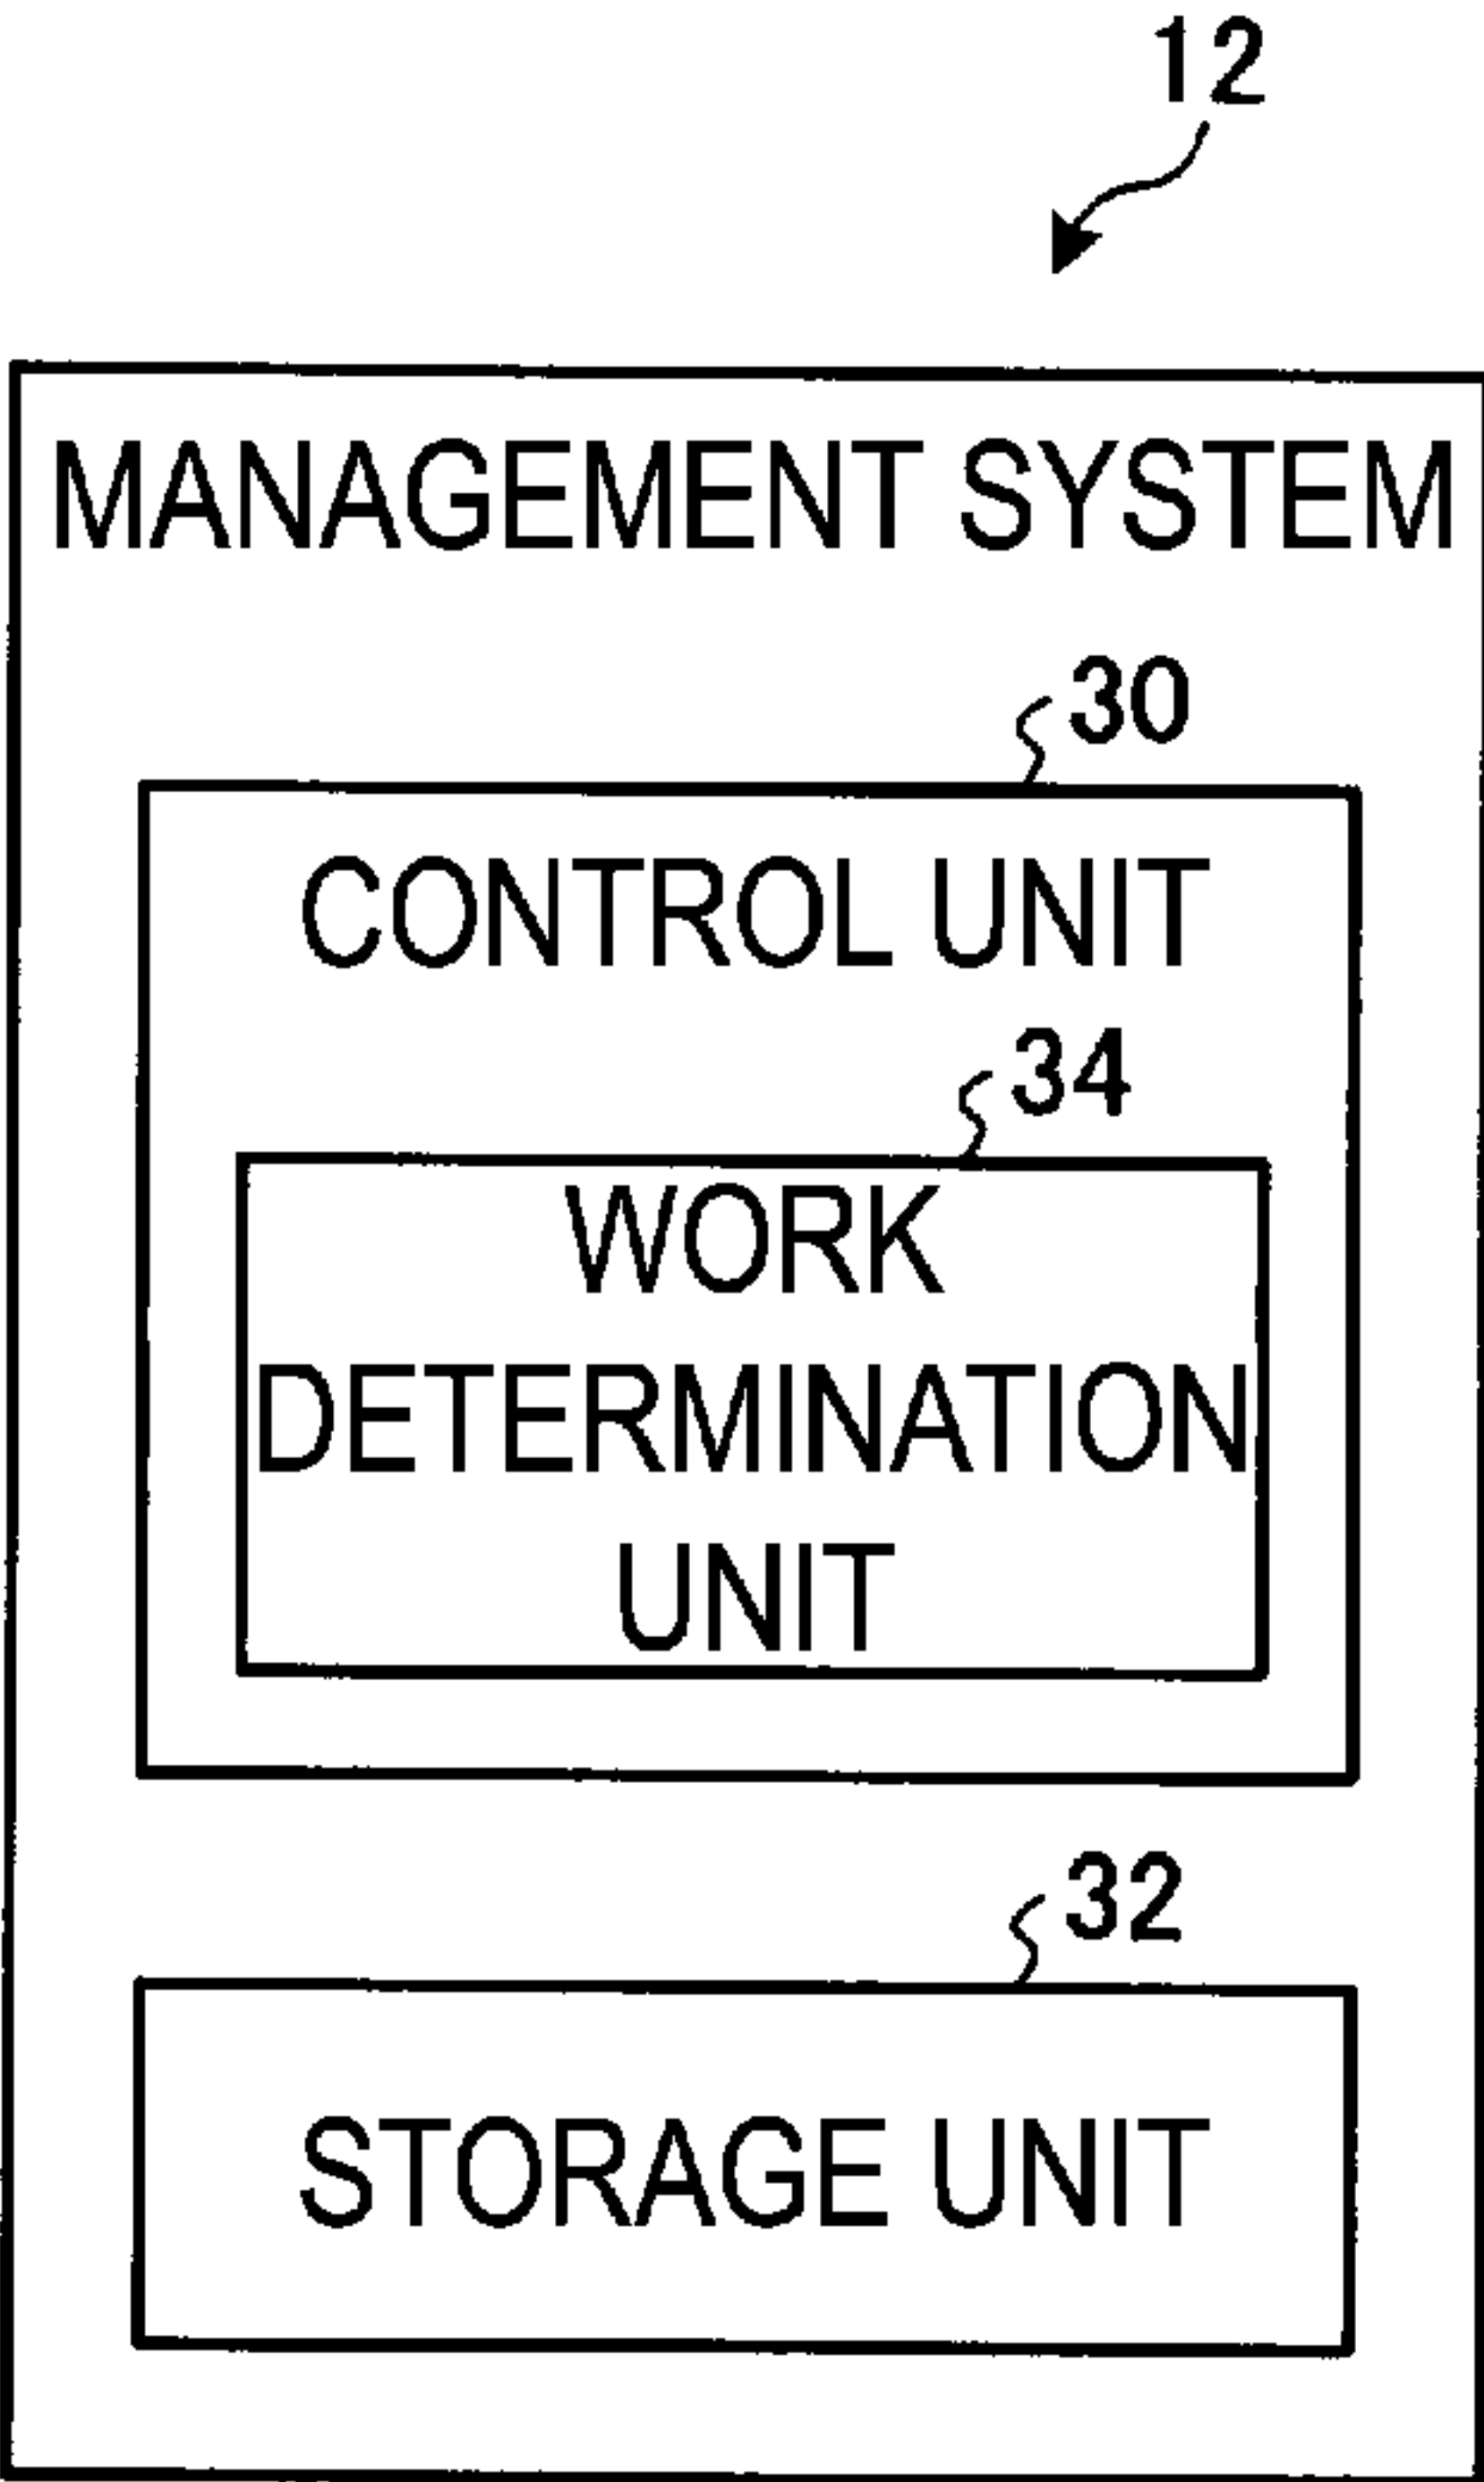 12
MANAGEMENT SYSTEM
30
CONTROL UNIT
34
WORK
DETERMINATION
UNIT
32
STORAGE UNIT